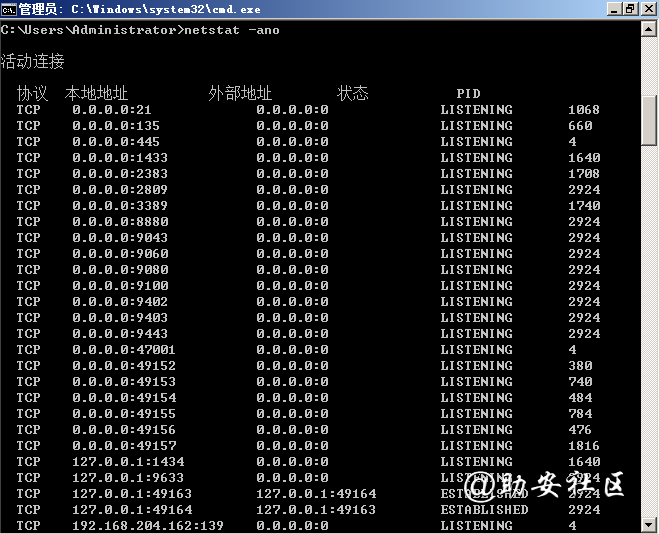 管理员: C:\Windows\system32\cmd.exe
C:\Users\Administrator>netstat -ano
活动连接
协议 本地地址 外部地址 状态 PID
TCP 0.0.0.0:21 0.0.0.0:0 LISTENING 1068
TCP 0.0.0.0:135 0.0.0.0:0 LISTENING 660
TCP 0.0.0.0:445 0.0.0.0:0 LISTENING 4
TCP 0.0.0.0:1433 0.0.0.0:0 LISTENING 1640
TCP 0.0.0.0:2383 0.0.0.0:0 LISTENING 1708
TCP 0.0.0.0:2809 0.0.0.0:0 LISTENING 2924
TCP 0.0.0.0:3389 0.0.0.0:0 LISTENING 1740
TCP 0.0.0.0:8880 0.0.0.0:0 LISTENING 2924
TCP 0.0.0.0:9043 0.0.0.0:0 LISTENING 2924
TCP 0.0.0.0:9060 0.0.0.0:0 LISTENING 2924
TCP 0.0.0.0:9080 0.0.0.0:0 LISTENING 2924
TCP 0.0.0.0:9100 0.0.0.0:0 LISTENING 2924
TCP 0.0.0.0:9402 0.0.0.0:0 LISTENING 2924
TCP 0.0.0.0:9403 0.0.0.0:0 LISTENING 2924
TCP 0.0.0.0:9443 0.0.0.0:0 LISTENING 2924
TCP 0.0.0.0:47001 0.0.0.0:0 LISTENING 4
TCP 0.0.0.0:49152 0.0.0.0:0 LISTENING 380
TCP 0.0.0.0:49153 0.0.0.0:0 LISTENING 740
TCP 0.0.0.0:49154 0.0.0.0:0 LISTENING 484
TCP 0.0.0.0:49155 0.0.0.0:0 LISTENING 784
TCP 0.0.0.0:49156 0.0.0.0:0 LISTENING 476
TCP 0.0.0.0:49157 0.0.0.0:0 LISTENING 1816
TCP 127.0.0.1:1434 0.0.0.0:0 LISTENING 1640
TCP 127.0.0.1:9633 0.0.0.0:0 LISTENING 2924
TCP 127.0.0.1:49163 127.0.0.1:49164 ESTABLISHED 2924
TCP 127.0.0.1:49164 127.0.0.1:49163 ESTABLISHED 2924
TCP 192.168.204.162:139 0.0.0.0:0 LISTENING 4
@助安社区